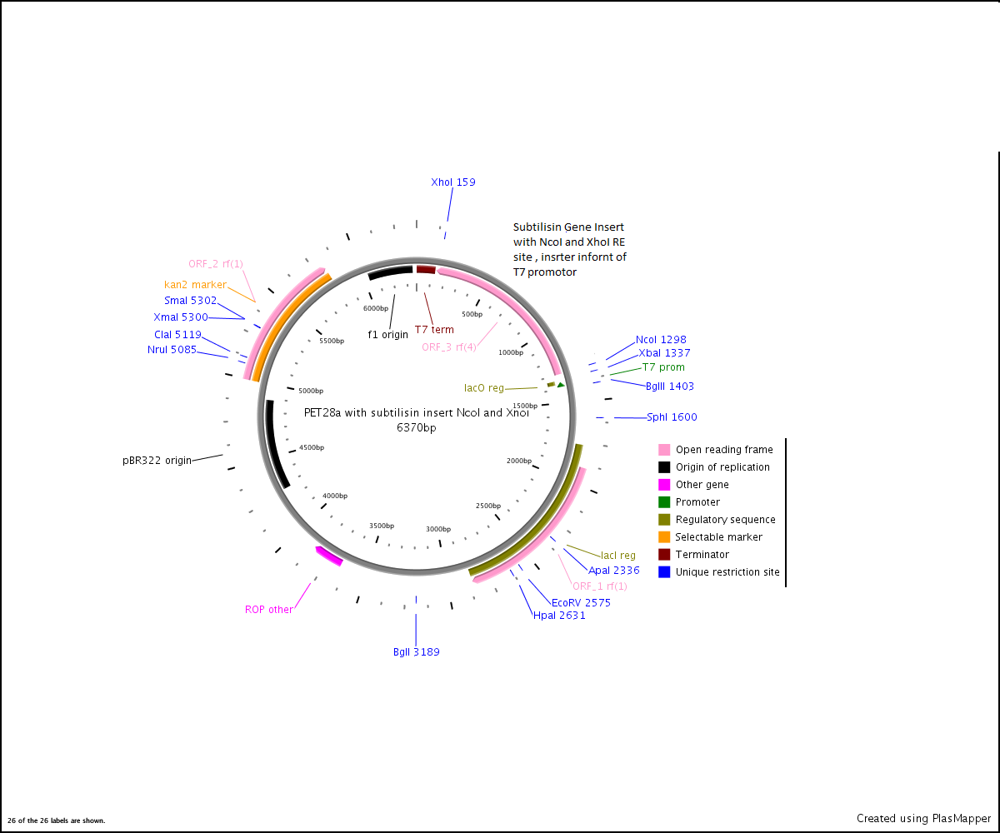 XhoI 159
Subtilisin Gene Insert
with NcoI and XhoI RE
site , insrter infornt of
T7 promotor
ORF_2 rf(1)
kan2 marker
SmaI 5302
XmaI 5300
ClaI 5119
NruI 5085
6000bp
500bp
f1 origin
T7 term
5500bp
ORF_3 rf(4)
1000bp
NcoI 1298
XbaI 1337
T7 prom
BglII 1403
lacO reg
5000bp
1500bp
PET28a with subtilisin insert NcoI and XhoI
6370bp
SphI 1600
4500bp
pBR322 origin
2000bp
4000bp
2500bp
3500bp
3000bp
Open reading frame
Origin of replication
Other gene
Promoter
Regulatory sequence
Selectable marker
Terminator
Unique restriction site
lacI reg
ApaI 2336
ORF_1 rf(1)
EcoRV 2575
HpaI 2631
ROP other
BglI 3189
26 of the 26 labels are shown.
Created using PlasMapper